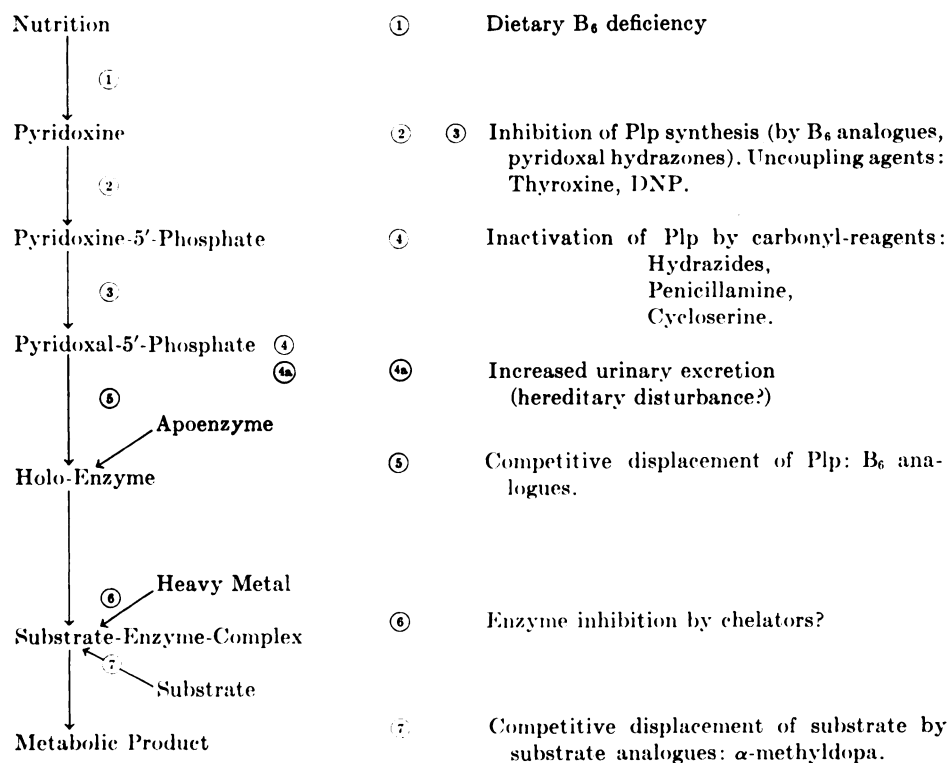 Nutrition ① Dietary B₆ deficiency
①
Pyridoxine ② ③ Inhibition of Plp synthesis (by B₆ analogues,
pyridoxal hydrazones). Uncoupling agents:
② Thyroxine, DNP.
Pyridoxine-5′-Phosphate ④ Inactivation of Plp by carbonyl-reagents:
Hydrazides,
③ Penicillamine,
Cycloserine.
Pyridoxal-5′-Phosphate ④
4a 4a Increased urinary excretion
⑤ (hereditary disturbance?)
Apoenzyme
Holo-Enzyme ⑤ Competitive displacement of Plp: B₆ ana-
logues.
Heavy Metal
⑥
Substrate-Enzyme-Complex ⑥ Enzyme inhibition by chelators?
⑦
Substrate
Metabolic Product ⑦ Competitive displacement of substrate by
substrate analogues: α-methyldopa.